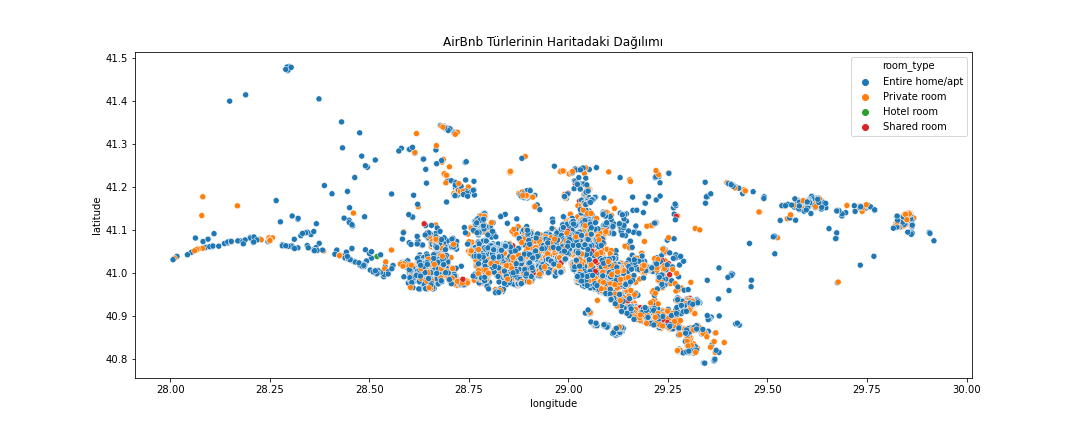 AirBnb Türlerinin Haritadaki Dağılımı
room_type
Entire home/apt
Private room
Hotel room
Shared room
latitude
41.5
41.4
41.3
41.2
41.1
41.0
40.9
40.8
28.00 28.25 28.50 28.75 29.00 29.25 29.50 29.75 30.00
longitude